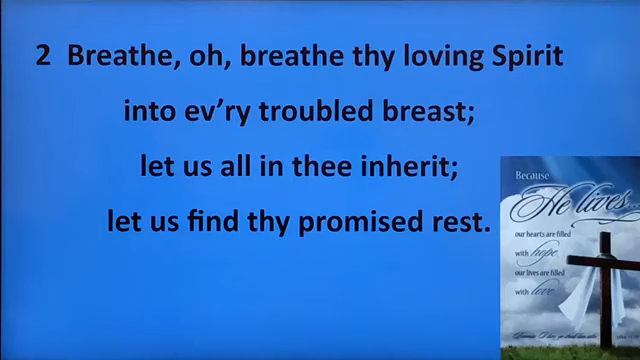 2 Breathe, oh, breathe thy loving Spirit
into ev'ry troubled breast;
let us all in thee inherit;
let us find thy promised rest.
Because
He lives...
our hearts are filled
with hope
our lives are filled
with love